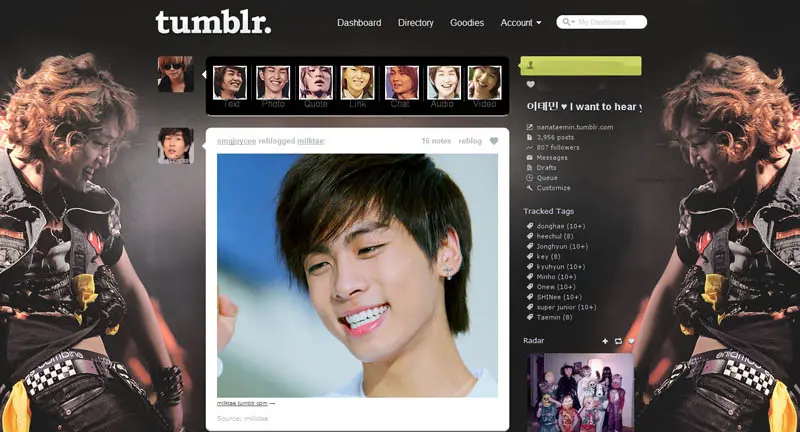 tumblr.
Dashboard Directory Goodies Account
My Dashboard
Text Photo Quote Link Chat Audio Video
omgjoycee reblogged milktae:
16 notes reblog
milktae.tumblr.com →
Source: milktae
이태민 ♥ I want to hear y
nanataemin.tumblr.com
3,956 posts
807 followers
Messages
Drafts
Queue
Customize
Tracked Tags
donghae (10+)
heechul (8)
Jonghyun (10+)
key (8)
kyuhyun (10+)
Minho (10+)
Onew (10+)
SHINee (10+)
super junior (10+)
Taemin (8)
Radar